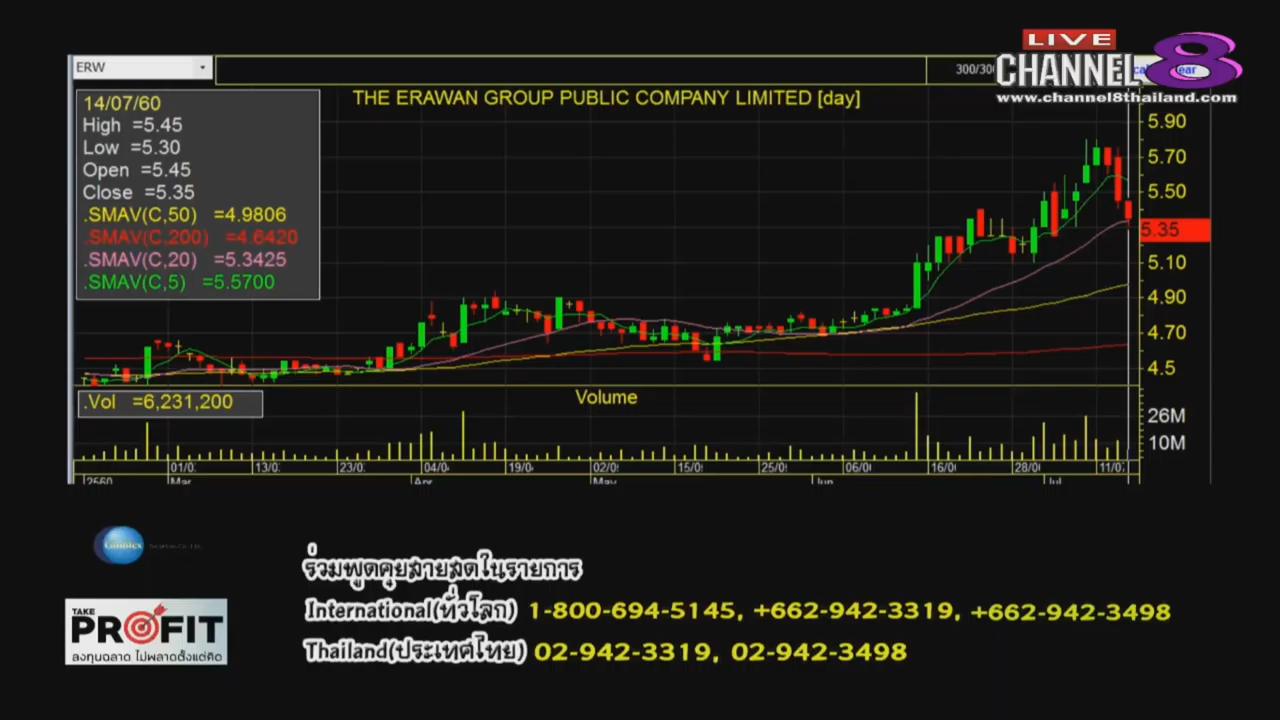 LIVE
CHANNEL 8
www.channel8thailand.com
ERW
300/300
THE ERAWAN GROUP PUBLIC COMPANY LIMITED [day]
14/07/60
High =5.45
Low =5.30
Open =5.45
Close =5.35
.SMAV(C,50) =4.9806
.SMAV(C,200) =4.6420
.SMAV(C,20) =5.3425
.SMAV(C,5) =5.5700
5.90
5.70
5.50
5.35
5.10
4.90
4.70
4.5
.Vol =6,231,200
Volume
26M
10M
01/0 13/0 23/0 04/0 19/0 02/0 15/0 25/0 06/0 16/0 28/0 11/0
2560 Mar Apr May Jun Jul
ร่วมพูดคุยสายสดในรายการ
International(ทั่วโลก) 1-800-694-5145, +662-942-3319, +662-942-3498
Thailand(ประเทศไทย) 02-942-3319, 02-942-3498
TAKE
PROFIT
ลงทุนฉลาด ไม่พลาดตั้งแต่คิด